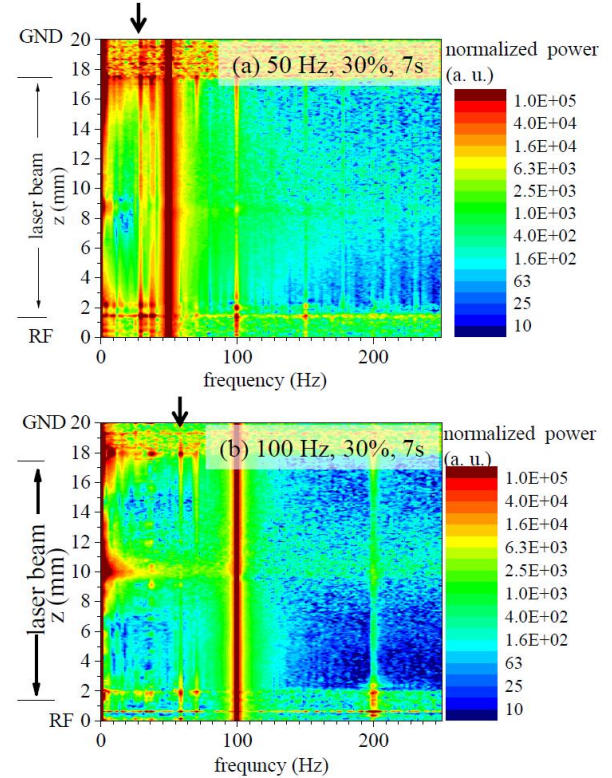 GND
20
18
16
14
12
10
8
6
4
2
0
RF
laser beam
z (mm)
(a) 50 Hz, 30%, 7s
0
100
200
frequency (Hz)
normalized power
(a. u.)
1.0E+05
4.0E+04
1.6E+04
6.3E+03
2.5E+03
1.0E+03
4.0E+02
1.6E+02
63
25
10
GND
20
18
16
14
12
10
8
6
4
2
0
RF
laser beam
z (mm)
(b) 100 Hz, 30%, 7s
0
100
200
frequncy (Hz)
normalized power
(a. u.)
1.0E+05
4.0E+04
1.6E+04
6.3E+03
2.5E+03
1.0E+03
4.0E+02
1.6E+02
63
25
10